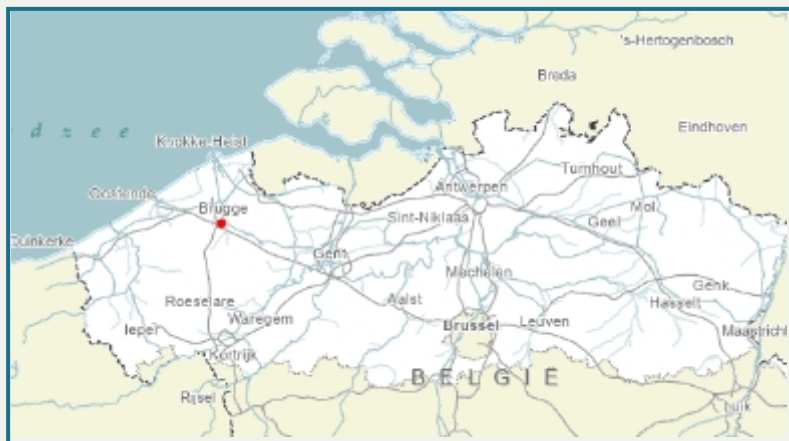 's-Hertogenbosch
Breda
Eindhoven
d z e e
Knokke-Heist
Turnhout
Antwerpen
Oostende
Mol
Brugge
Sint-Niklaas
Geel
Duinkerke
Gent
Mechelen
Genk
Roeselare
Aalst
Hasselt
Ieper
Waregem
Brussel
Leuven
Maastricht
Kortrijk
BELGIË
Rijsel
Luik